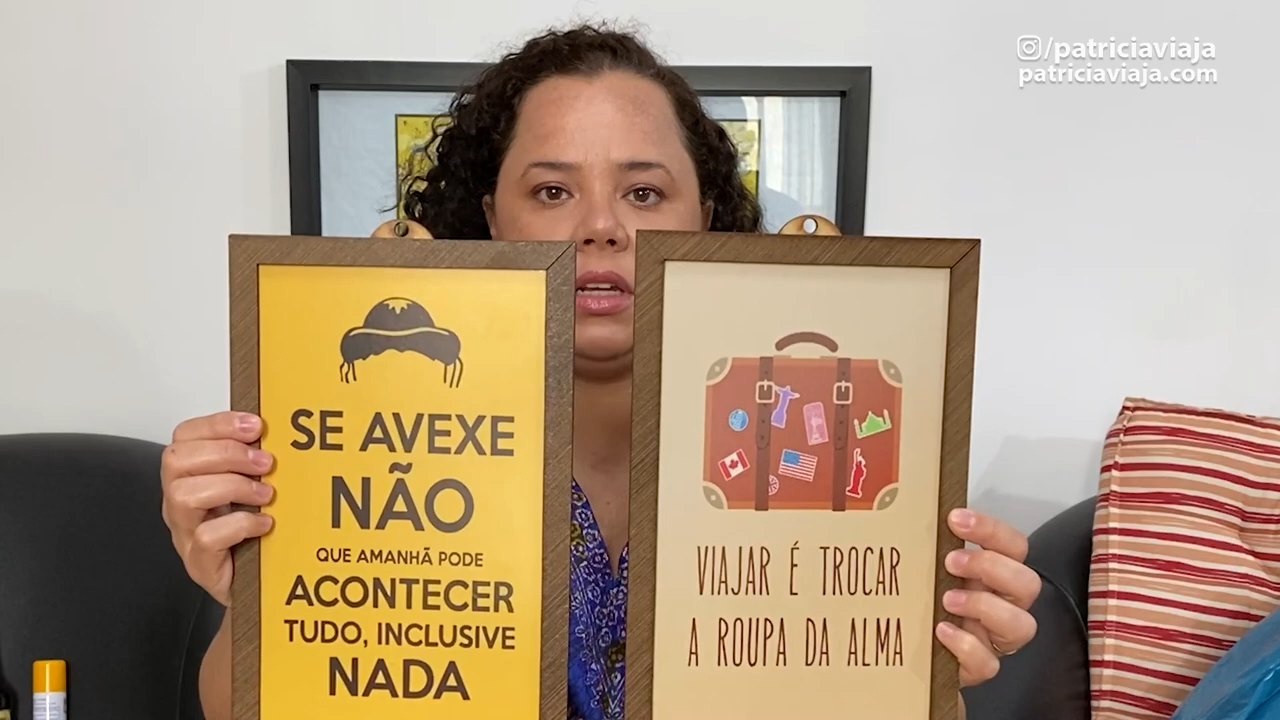 /patriciaviaja
patriciaviaja.com
SE AVEXE
NÃO
QUE AMANHÃ PODE
ACONTECER
TUDO, INCLUSIVE
NADA
VIAJAR É TROCAR
A ROUPA DA ALMA